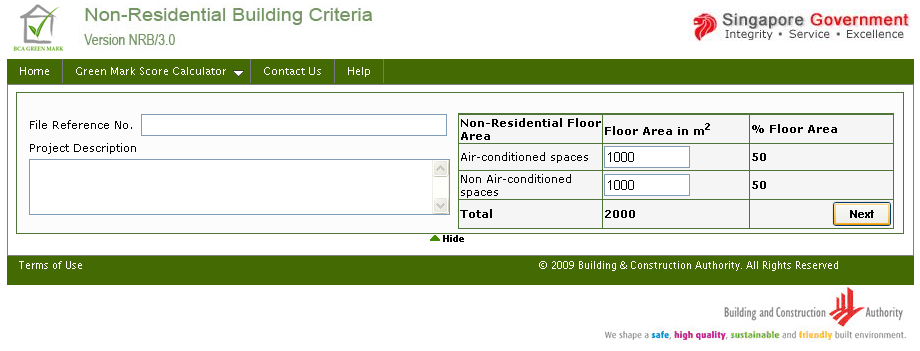 Non-Residential Building Criteria
Version NRB/3.0
BCA GREEN MARK
Singapore Government
Integrity • Service • Excellence
Home
Green Mark Score Calculator
Contact Us
Help
File Reference No.
Project Description
Non-Residential Floor Area
Floor Area in m²
% Floor Area
Air-conditioned spaces
1000
50
Non Air-conditioned spaces
1000
50
Total
2000
Next
Hide
Terms of Use
© 2009 Building & Construction Authority. All Rights Reserved
Building and Construction Authority
We shape a safe, high quality, sustainable and friendly built environment.